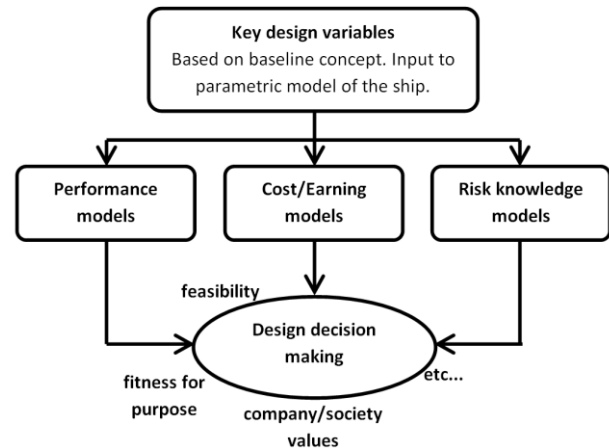 Key design variables
Based on baseline concept. Input to
parametric model of the ship.
Performance
models
Cost/Earning
models
Risk knowledge
models
feasibility
Design decision
making
fitness for
purpose
etc...
company/society
values